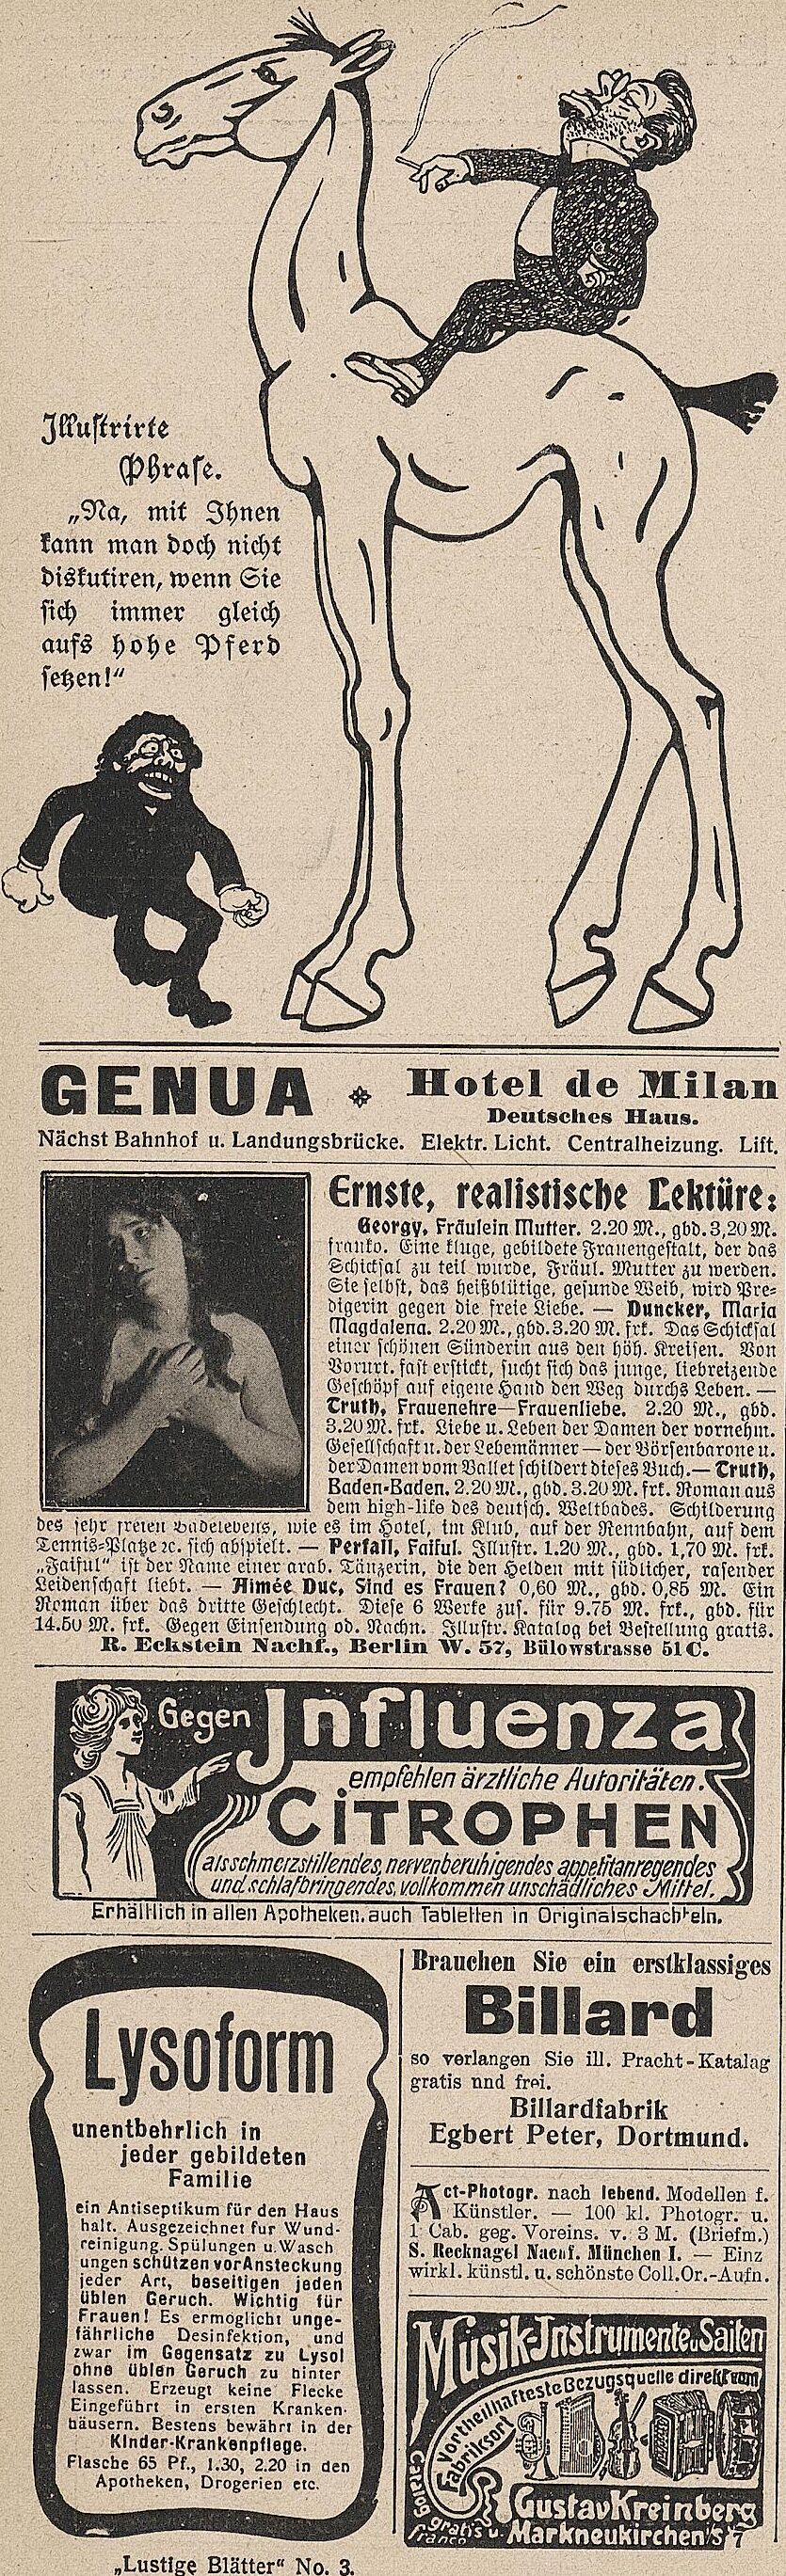 Illustrirte
Phrase.
„Na, mit Ihnen
kann man doch nicht
diskutiren, wenn Sie
sich immer gleich
aufs hohe Pferd
setzen!“
GENUA Hotel de Milan
Deutsches Haus.
Nächst Bahnhof u. Landungsbrücke. Elektr. Licht. Centralheizung. Lift.
Ernste, realistische Lektüre:
Georgy, Fräulein Mutter. 2.20 M., gbd. 3,20 M.
franko. Eine kluge, gebildete Frauengestalt, der das
Schicksal zu teil wurde, Fräul. Mutter zu werden.
Sie selbst, das heißblütige, gesunde Weib, wird Pre-
digerin gegen die freie Liebe. — Duncker, Maria
Magdalena. 2.20 M., gbd. 3.20 M. frk. Das Schicksal
einer schönen Sünderin aus den höh. Kreisen. Von
Vorurt. fast erstickt, sucht sich das junge, liebreizende
Geschöpf auf eigene Hand den Weg durchs Leben. —
Truth, Frauenehre—Frauenliebe. 2.20 M., gbd.
3.20 M. frk. Liebe u. Leben der Damen der vornehm.
Gesellschaft u. der Lebemänner — der Börsenbarone u.
der Damen vom Ballet schildert dieses Buch. — Truth,
Baden-Baden. 2.20 M., gbd. 3.20 M. frk. Roman aus
dem high-life des deutsch. Weltbades. Schilderung
des sehr freien Badelebens, wie es im Hotel, im Klub, auf der Rennbahn, auf dem
Tennis-Platze ꝛc. sich abspielt. — Perfall, Faiful. Illustr. 1.20 M., gbd. 1,70 M. frk.
„Faiful“ ist der Name einer arab. Tänzerin, die den Helden mit südlicher, rasender
Leidenschaft liebt. — Aimée Duc, Sind es Frauen? 0,60 M., gbd. 0,85 M. Ein
Roman über das dritte Geschlecht. Diese 6 Werke zus. für 9.75 M. frk., gbd. für
14.50 M. frk. Gegen Einsendung od. Nachn. Illustr. Katalog bei Bestellung gratis.
R. Eckstein Nachf., Berlin W. 57, Bülowstrasse 51 C.
Gegen Influenza
empfehlen ärztliche Autoritäten.
CITROPHEN
als schmerzstillendes, nervenberuhigendes appetitanregendes
und schlafbringendes, vollkommen unschädliches Mittel.
Erhältlich in allen Apotheken, auch Tabletten in Originalschachteln.
Lysoform
unentbehrlich in
jeder gebildeten
Familie
ein Antiseptikum für den Haus
halt. Ausgezeichnet für Wund-
reinigung. Spülungen u. Wasch
ungen schützen vor Ansteckung
jeder Art, beseitigen jeden
üblen Geruch. Wichtig für
Frauen! Es ermöglicht unge-
fährliche Desinfektion, und
zwar im Gegensatz zu Lysol
ohne üblen Geruch zu hinter
lassen. Erzeugt keine Flecke
Eingeführt in ersten Kranken-
häusern. Bestens bewährt in der
Kinder-Krankenpflege.
Flasche 65 Pf., 1.30, 2.20 in den
Apotheken, Drogerien etc.
Brauchen Sie ein erstklassiges
Billard
so verlangen Sie ill. Pracht-Katalog
gratis und frei.
Billardfabrik
Egbert Peter, Dortmund.
Act-Photogr. nach lebend. Modellen f.
Künstler. — 100 kl. Photogr. u.
1 Cab. geg. Voreins. v. 3 M. (Briefm.)
S. Recknagel Nachf. München I. — Einz
wirkl. künstl. u. schönste Coll. Or.-Aufn.
Musik-Instrumente u. Saiten
Vortheilhafteste Bezugsquelle direkt vom
Fabriksort
Catalog
gratis u.
franco
Gustav Kreinberg
Markneukirchen i/S 7
„Lustige Blätter“ No. 3.